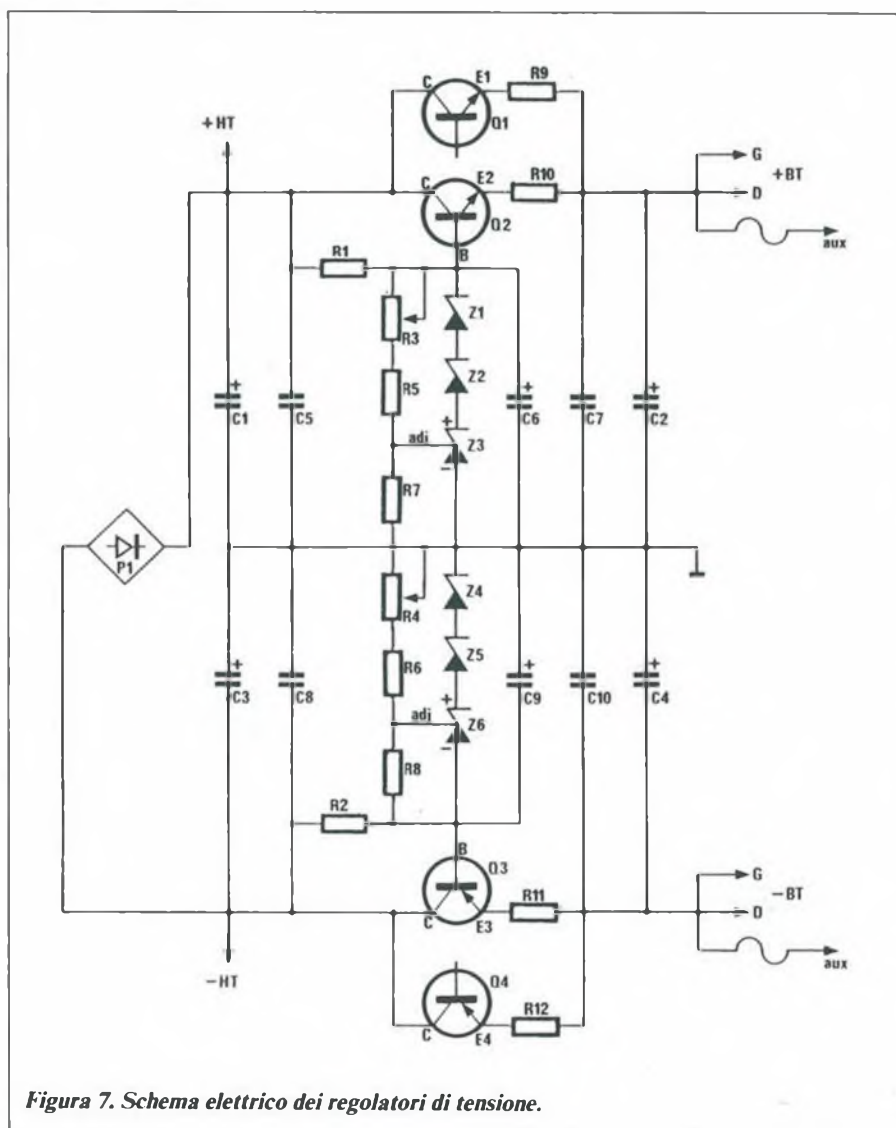 C
E1
R9
Q1
+HT
C
E2
R10
Q2
B
G
+BT
D
aux
R1
R3
Z1
Z2
R5
+
Z3
adj
-
R7
+
C1
C5
+
C6
C7
+
C2
P1
R4
Z4
R6
Z5
+
Z6
adj
-
R8
+
C3
C8
+
C9
C10
+
C4
R2
B
Q3
C
E3
R11
G
-BT
D
aux
-HT
Q4
C
E4
R12
Figura 7. Schema elettrico dei regolatori di tensione.